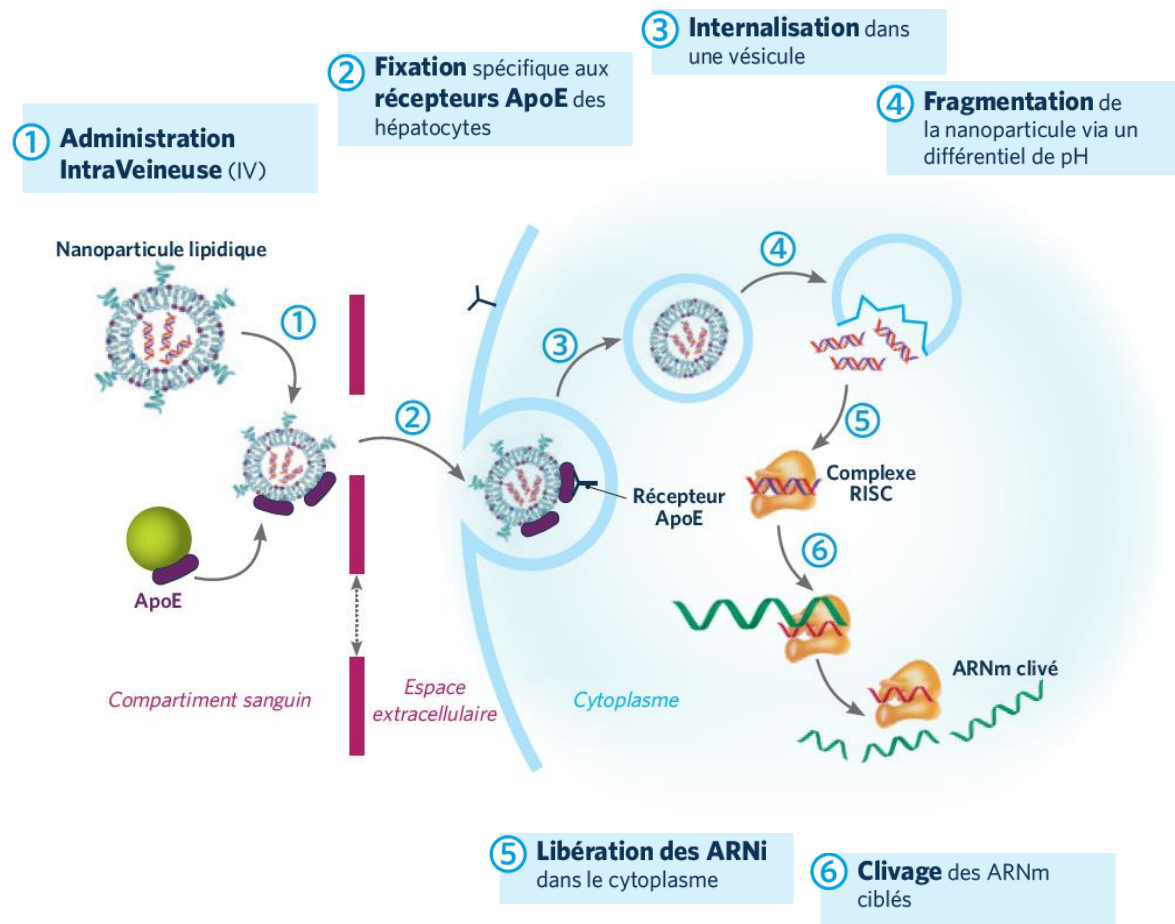 ① Administration
IntraVeineuse (IV)
② Fixation spécifique aux
récepteurs ApoE des
hépatocytes
③ Internalisation dans
une vésicule
④ Fragmentation de
la nanoparticule via un
différentiel de pH
Nanoparticule lipidique
①
②
③
④
⑤
Complexe
RISC
Récepteur
ApoE
⑥
ApoE
ARNm clivé
Compartiment sanguin
Espace
extracellulaire
Cytoplasme
⑤ Libération des ARNi
dans le cytoplasme
⑥ Clivage des ARNm
ciblés